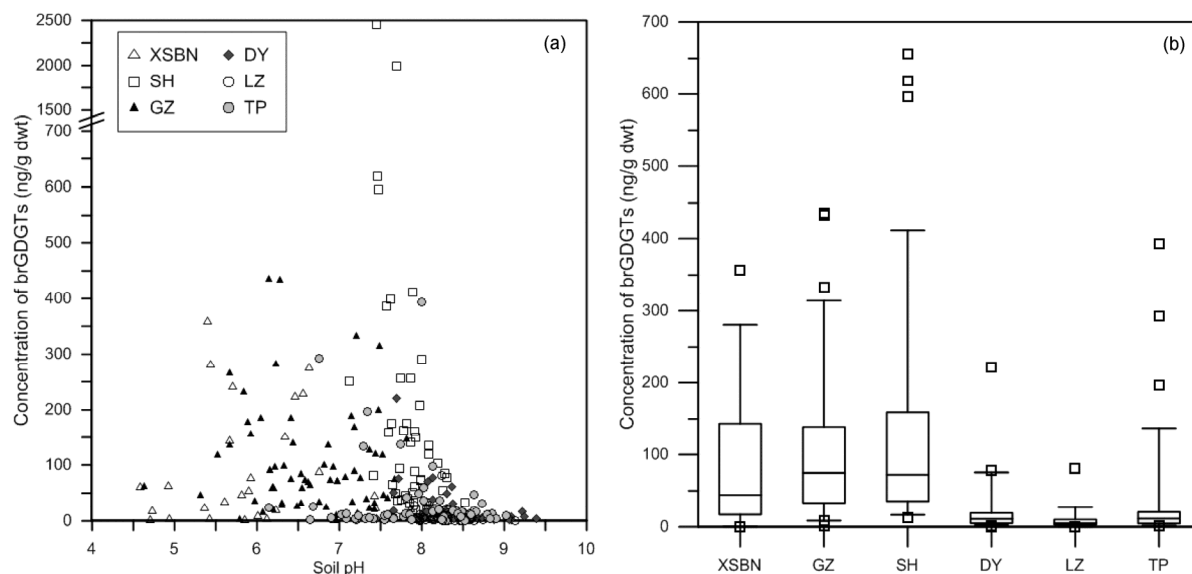 (a)
XSBN DY
SH LZ
GZ TP
2500
2000
1500
700
600
500
400
300
200
100
0
4 5 6 7 8 9 10
Soil pH
Concentration of brGDGTs (ng/g dwt)
(b)
700
600
500
400
300
200
100
0
XSBN GZ SH DY LZ TP
Concentration of brGDGTs (ng/g dwt)